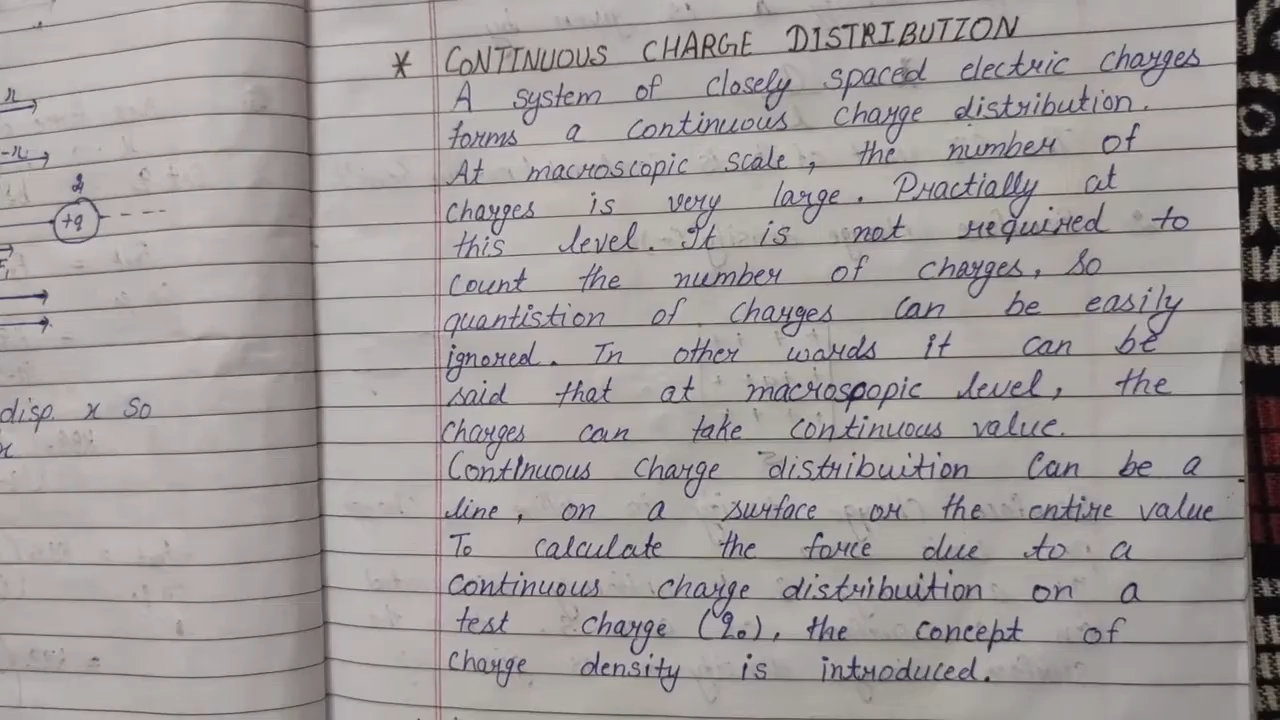 * CONTINUOUS CHARGE DISTRIBUTION
A system of closely spaced electric charges
forms a continuous charge distribution.
At macroscopic scale, the number of
charges is very large. Practially at
this level. It is not required to
count the number of charges, so
quantistion of charges can be easily
ignored. In other wards it can be
said that at macrospopic level, the
charges can take continuous value.
Continuous charge distribuition can be a
line, on a surface or the entire value
To calculate the force due to a
continuous charge distribuition on a
test charge (q₀), the concept of
charge density is introduced.
+q
disp. x So